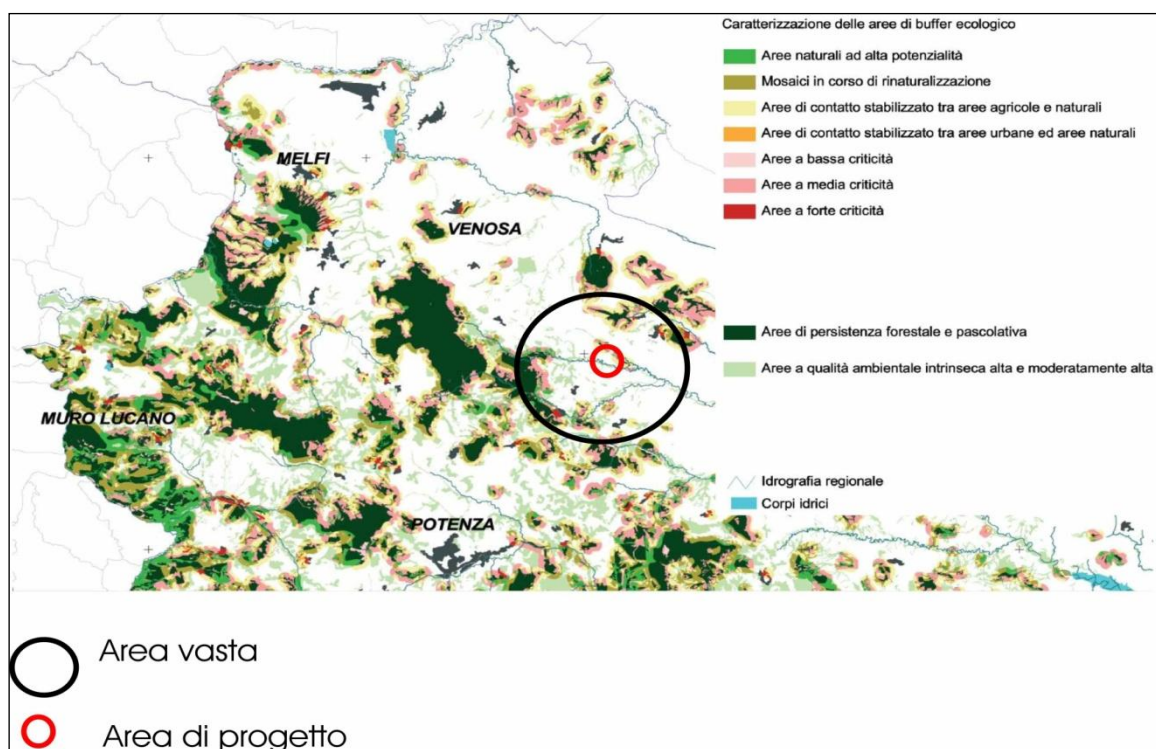 Caratterizzazione delle aree di buffer ecologico
Aree naturali ad alta potenzialità
Mosaici in corso di rinaturalizzazione
Aree di contatto stabilizzato tra aree agricole e naturali
Aree di contatto stabilizzato tra aree urbane ed aree naturali
Aree a bassa criticità
Aree a media criticità
Aree a forte criticità
MELFI
VENOSA
Aree di persistenza forestale e pascolativa
Aree a qualità ambientale intrinseca alta e moderatamente alta
MURO LUCANO
Idrografia regionale
Corpi idrici
POTENZA
Area vasta
Area di progetto